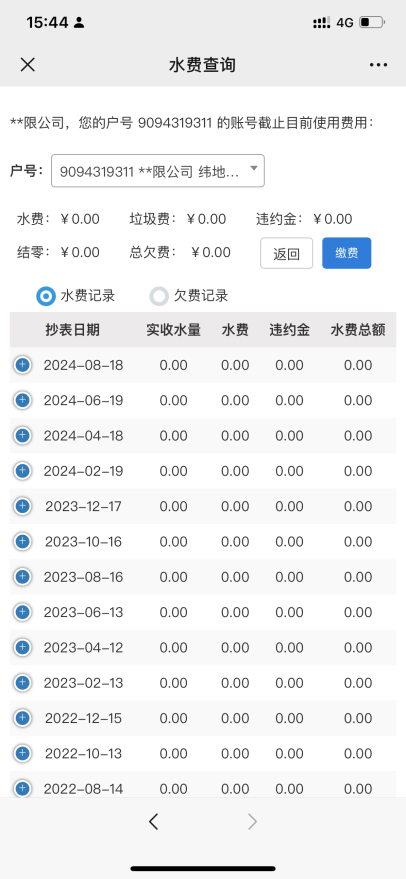 15:44 4G
水费查询
**限公司，您的户号 9094319311 的账号截止目前使用费用：
户号： 9094319311 **限公司 纬地...
水费：￥0.00 垃圾费：￥0.00 违约金：￥0.00
结零：￥0.00 总欠费：￥0.00 返回 缴费
水费记录 欠费记录
抄表日期 实收水量 水费 违约金 水费总额
2024-08-18 0.00 0.00 0.00 0.00
2024-06-19 0.00 0.00 0.00 0.00
2024-04-18 0.00 0.00 0.00 0.00
2024-02-19 0.00 0.00 0.00 0.00
2023-12-17 0.00 0.00 0.00 0.00
2023-10-16 0.00 0.00 0.00 0.00
2023-08-16 0.00 0.00 0.00 0.00
2023-06-13 0.00 0.00 0.00 0.00
2023-04-12 0.00 0.00 0.00 0.00
2023-02-13 0.00 0.00 0.00 0.00
2022-12-15 0.00 0.00 0.00 0.00
2022-10-13 0.00 0.00 0.00 0.00
2022-08-14 0.00 0.00 0.00 0.00